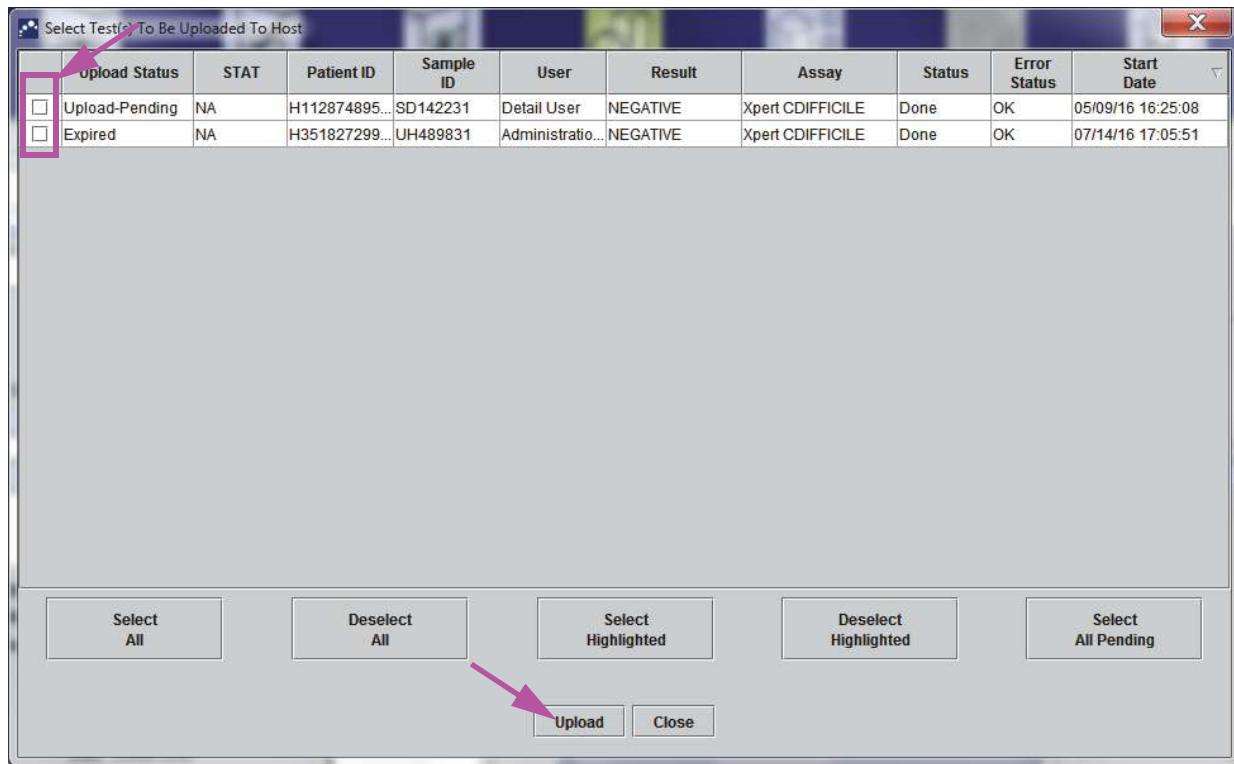 Select Test(s) To Be Uploaded To Host
Upload Status STAT Patient ID Sample ID User Result Assay Status Error Status Start Date
Upload-Pending NA H112874895... SD142231 Detail User NEGATIVE Xpert CDIFFICILE Done OK 05/09/16 16:25:08
Expired NA H351827299... UH489831 Administratio... NEGATIVE Xpert CDIFFICILE Done OK 07/14/16 17:05:51
Select All Deselect All Select Highlighted Deselect Highlighted Select All Pending
Upload Close